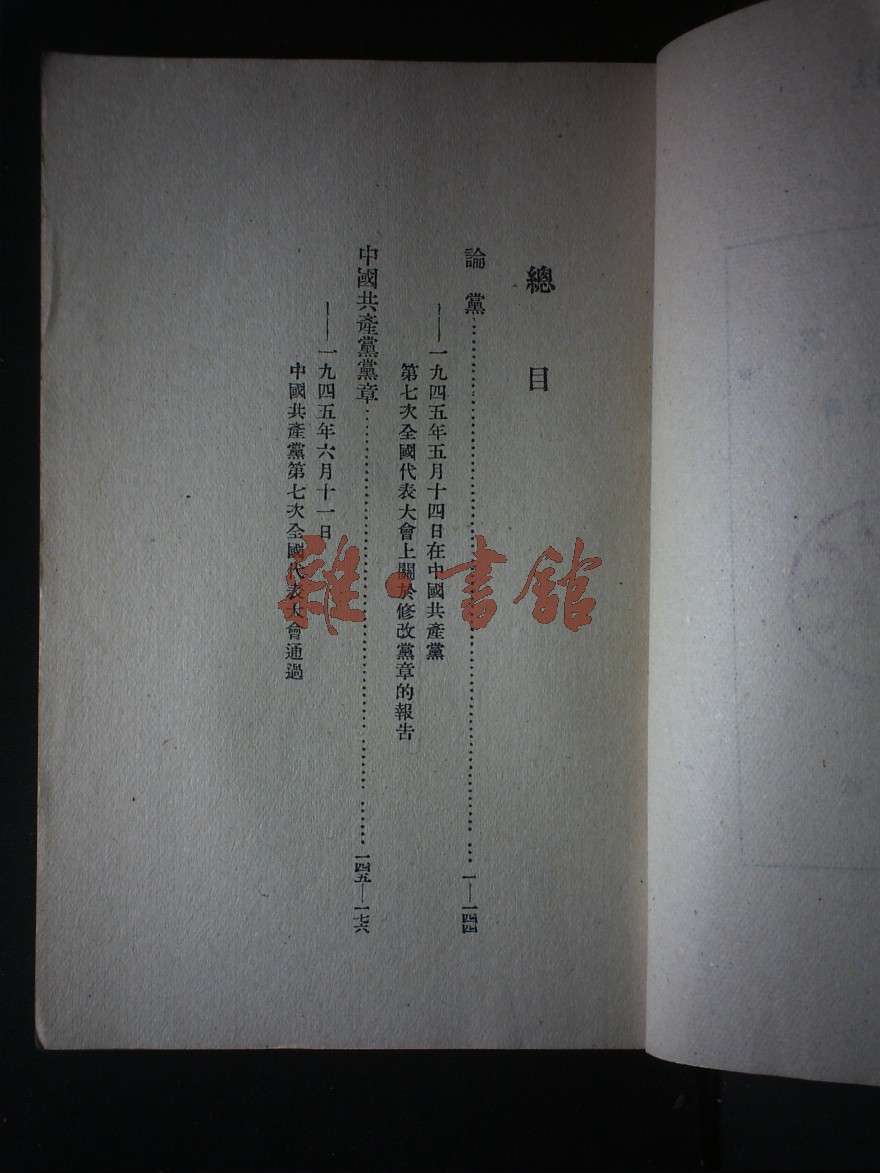 總目
論黨……一—一四四
——一九四五年五月十四日在中國共產黨
第七次全國代表大會上關於修改黨章的報告
中國共產黨黨章……一四五—一七六
——一九四五年六月十一日
中國共產黨第七次全國代表大會通過
雜·書館